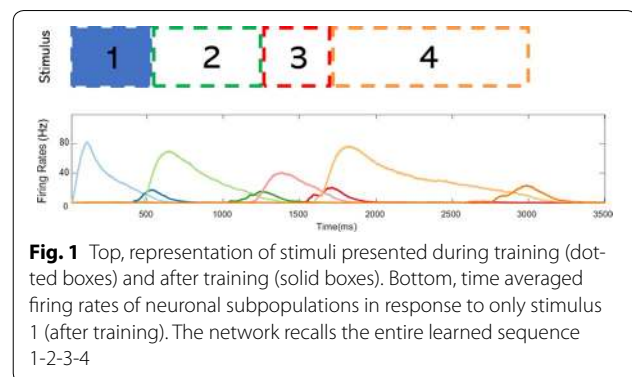 Stimulus
1 2 3 4
Firing Rates (Hz)
80
40
0
500 1000 1500 2000 2500 3000 3500
Time(ms)
Fig. 1 Top, representation of stimuli presented during training (dot-
ted boxes) and after training (solid boxes). Bottom, time averaged
firing rates of neuronal subpopulations in response to only stimulus
1 (after training). The network recalls the entire learned sequence
1-2-3-4